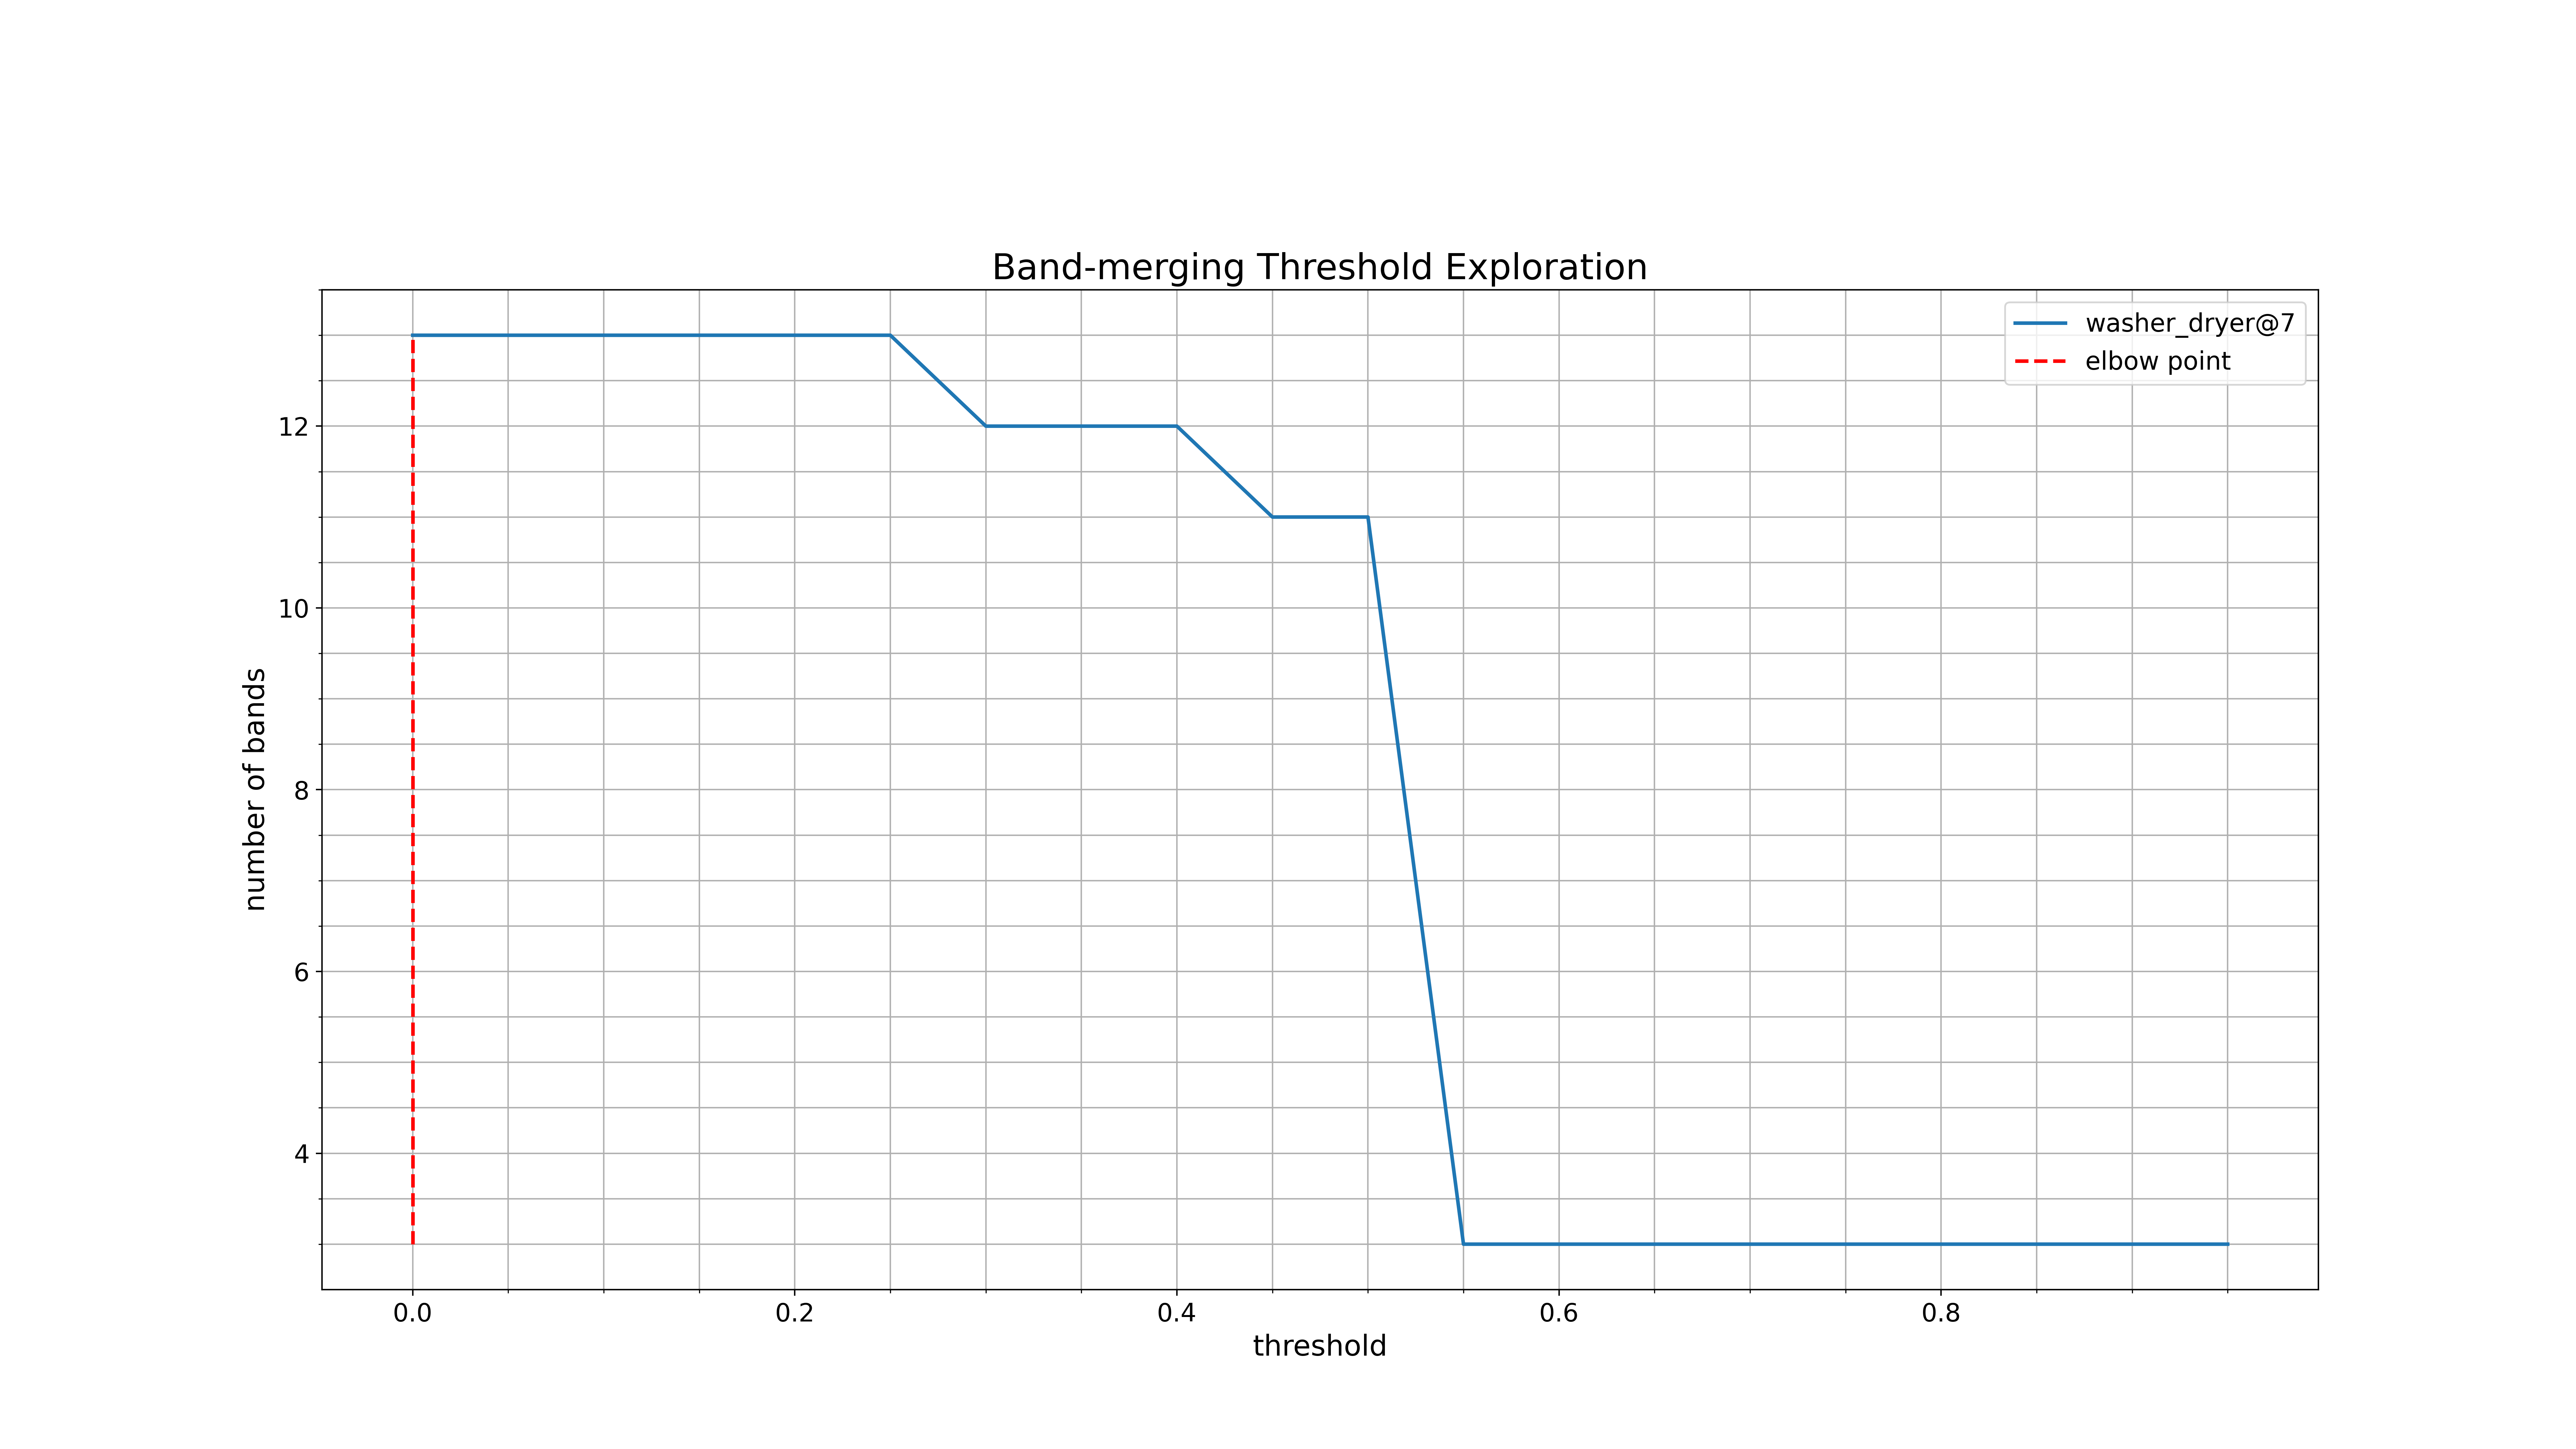 Band-merging Threshold Exploration
washer_dryer@7
elbow point
number of bands
12
10
8
6
4
0.0 0.2 0.4 0.6 0.8
threshold